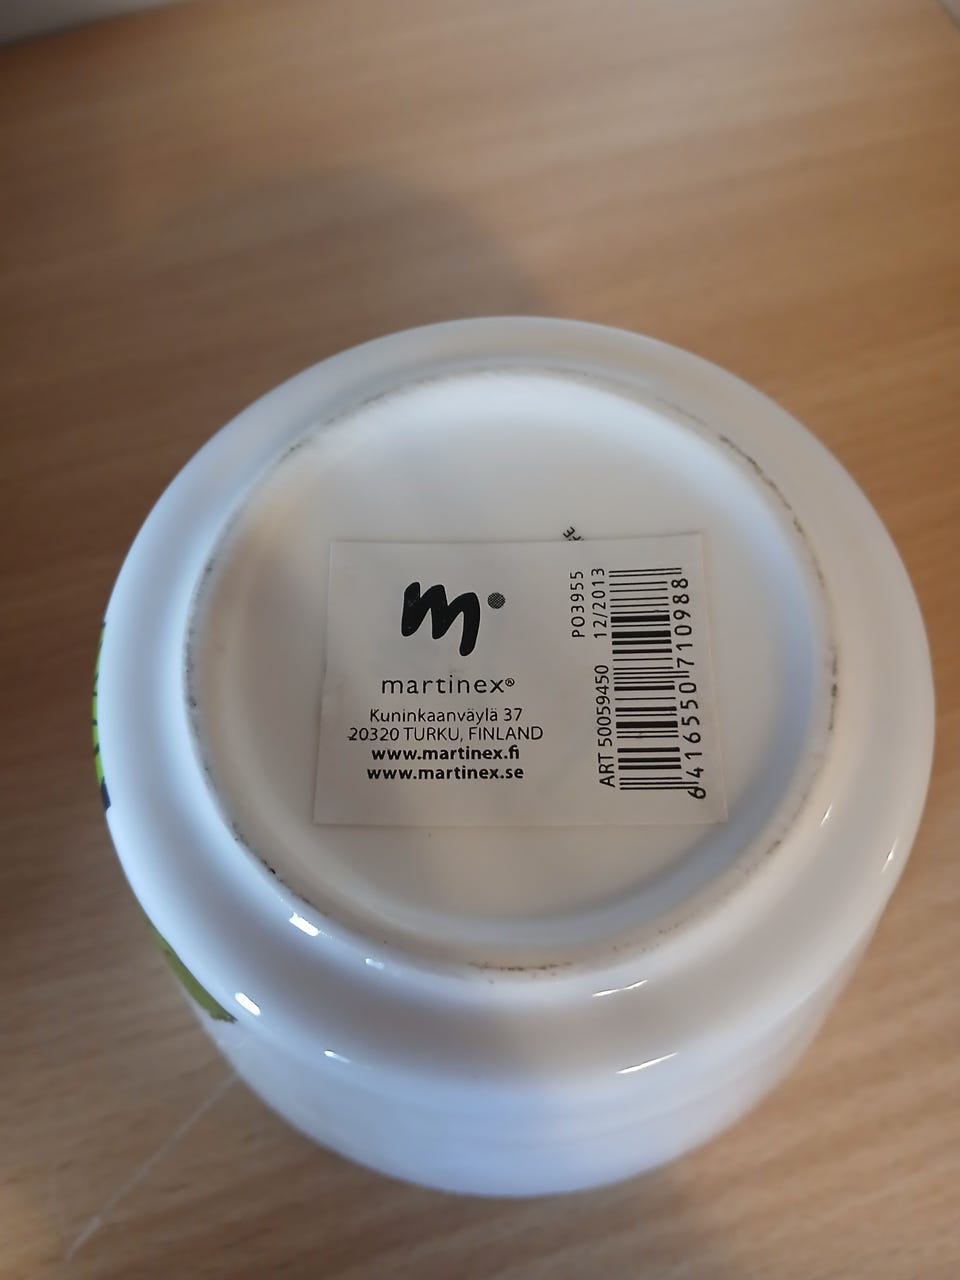 m
martinex®
Kuninkaanväylä 37
20320 TURKU, FINLAND
www.martinex.fi
www.martinex.se
PO3955
12/2013
ART 50059450
6416550710988